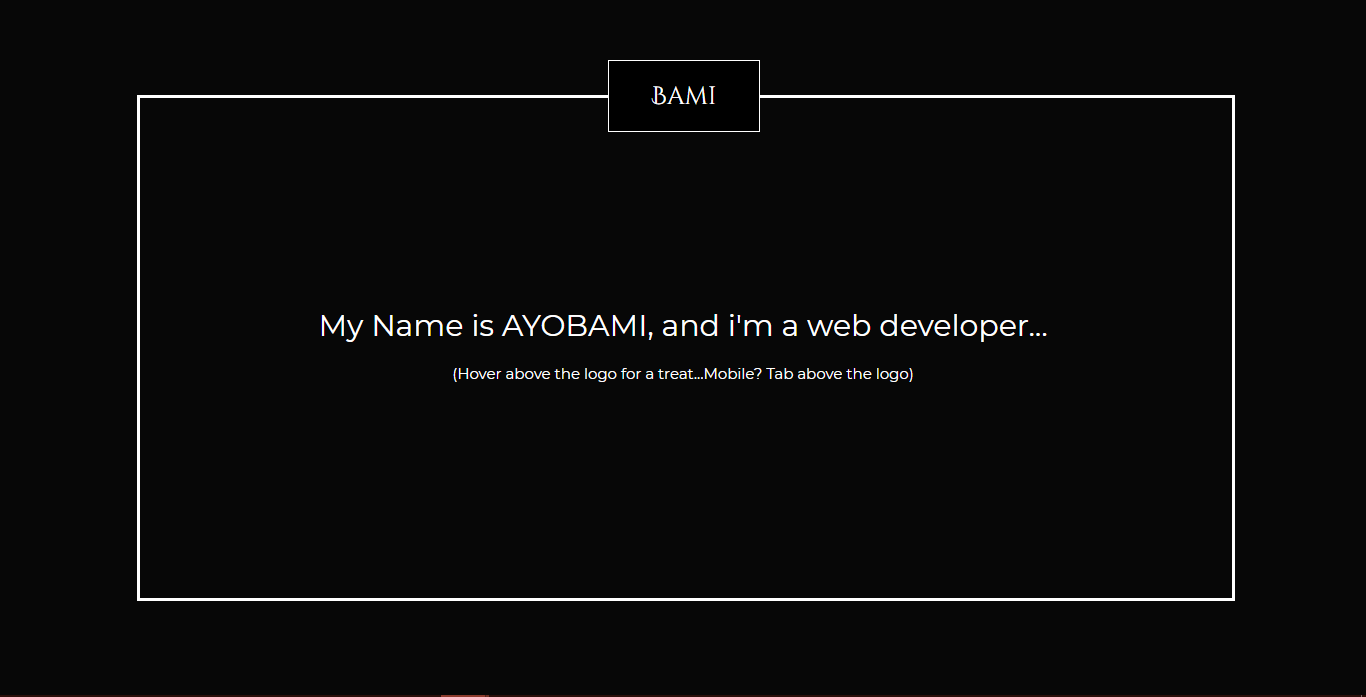 BAMI
My Name is AYOBAMI, and i'm a web developer...
(Hover above the logo for a treat...Mobile? Tab above the logo)